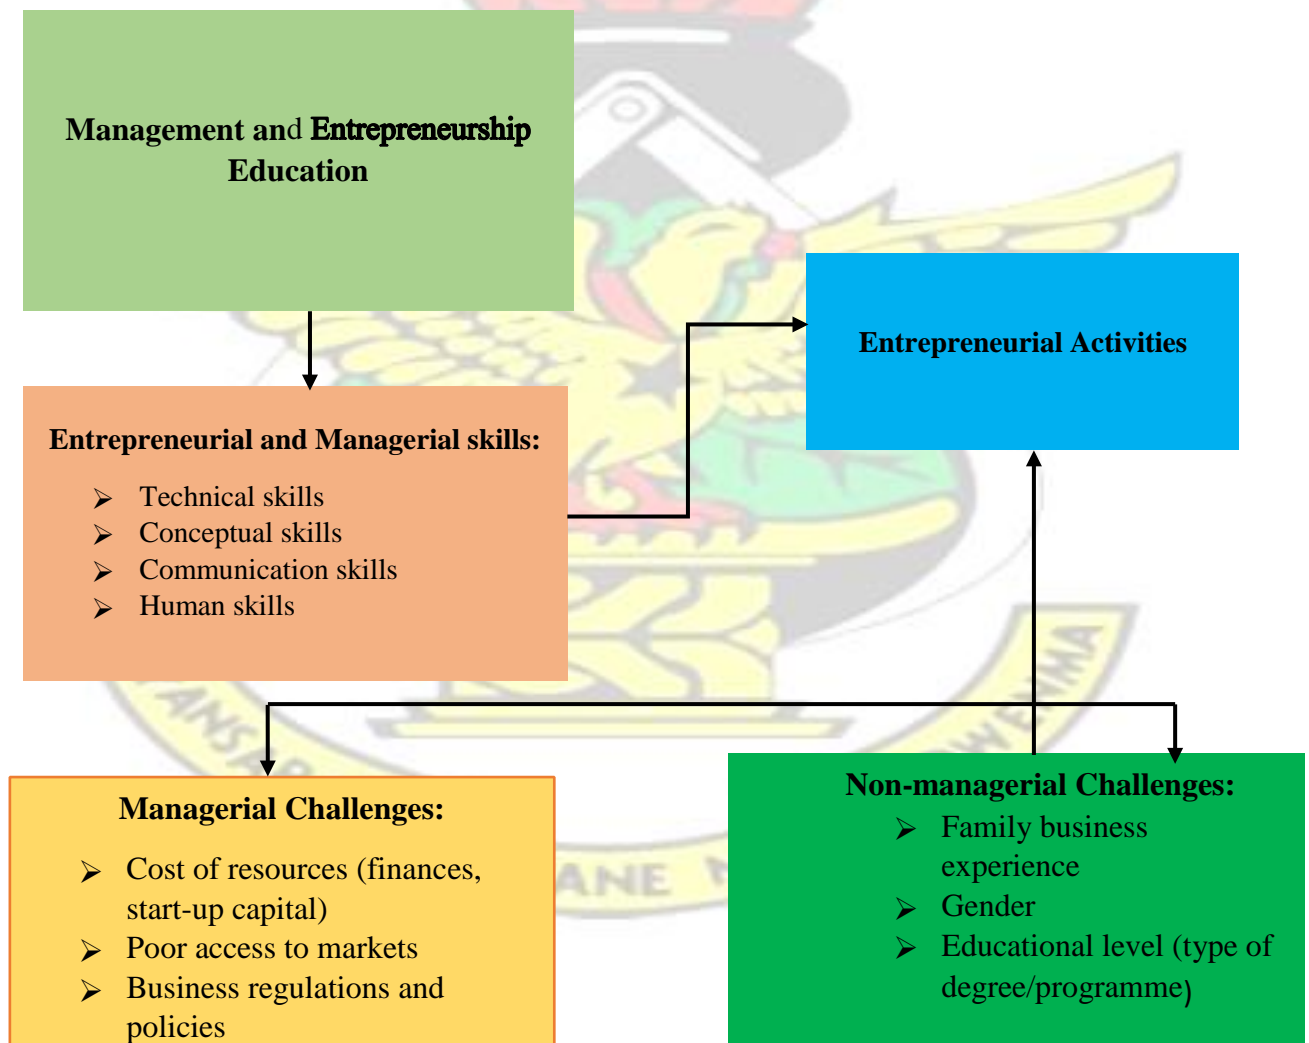 Management and Entrepreneurship
Education
Entrepreneurial Activities
Entrepreneurial and Managerial skills:
➢ Technical skills
➢ Conceptual skills
➢ Communication skills
➢ Human skills
Managerial Challenges:
➢ Cost of resources (finances,
start-up capital)
➢ Poor access to markets
➢ Business regulations and
policies
Non-managerial Challenges:
➢ Family business
experience
➢ Gender
➢ Educational level (type of
degree/programme)
ANE